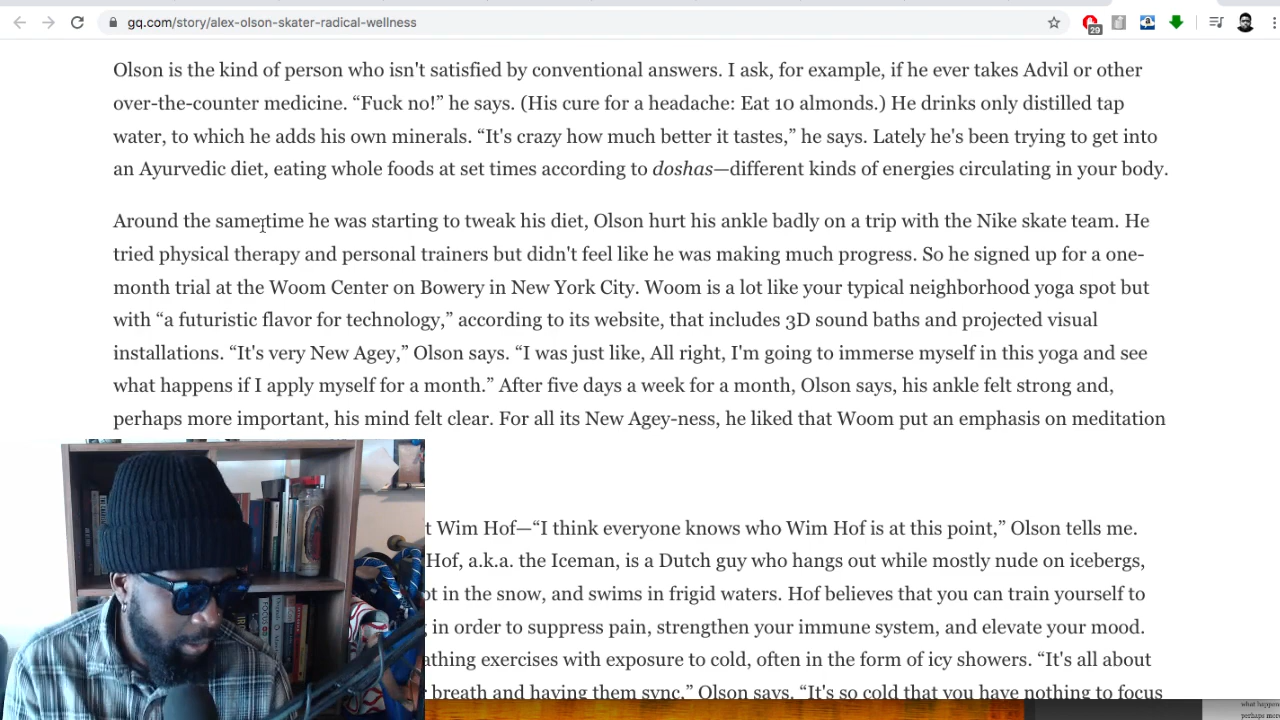 gq.com/story/alex-olson-skater-radical-wellness
29
Olson is the kind of person who isn't satisfied by conventional answers. I ask, for example, if he ever takes Advil or other
over-the-counter medicine. “Fuck no!” he says. (His cure for a headache: Eat 10 almonds.) He drinks only distilled tap
water, to which he adds his own minerals. “It's crazy how much better it tastes,” he says. Lately he's been trying to get into
an Ayurvedic diet, eating whole foods at set times according to doshas—different kinds of energies circulating in your body.
Around the same time he was starting to tweak his diet, Olson hurt his ankle badly on a trip with the Nike skate team. He
tried physical therapy and personal trainers but didn't feel like he was making much progress. So he signed up for a one-
month trial at the Woom Center on Bowery in New York City. Woom is a lot like your typical neighborhood yoga spot but
with “a futuristic flavor for technology,” according to its website, that includes 3D sound baths and projected visual
installations. “It's very New Agey,” Olson says. “I was just like, All right, I'm going to immerse myself in this yoga and see
what happens if I apply myself for a month.” After five days a week for a month, Olson says, his ankle felt strong and,
perhaps more important, his mind felt clear. For all its New Agey-ness, he liked that Woom put an emphasis on meditation
t Wim Hof—“I think everyone knows who Wim Hof is at this point,” Olson tells me.
Hof, a.k.a. the Iceman, is a Dutch guy who hangs out while mostly nude on icebergs,
ot in the snow, and swims in frigid waters. Hof believes that you can train yourself to
in order to suppress pain, strengthen your immune system, and elevate your mood.
athing exercises with exposure to cold, often in the form of icy showers. “It's all about
breath and having them sync,” Olson says. “It's so cold that you have nothing to focus
what happen
perhaps more